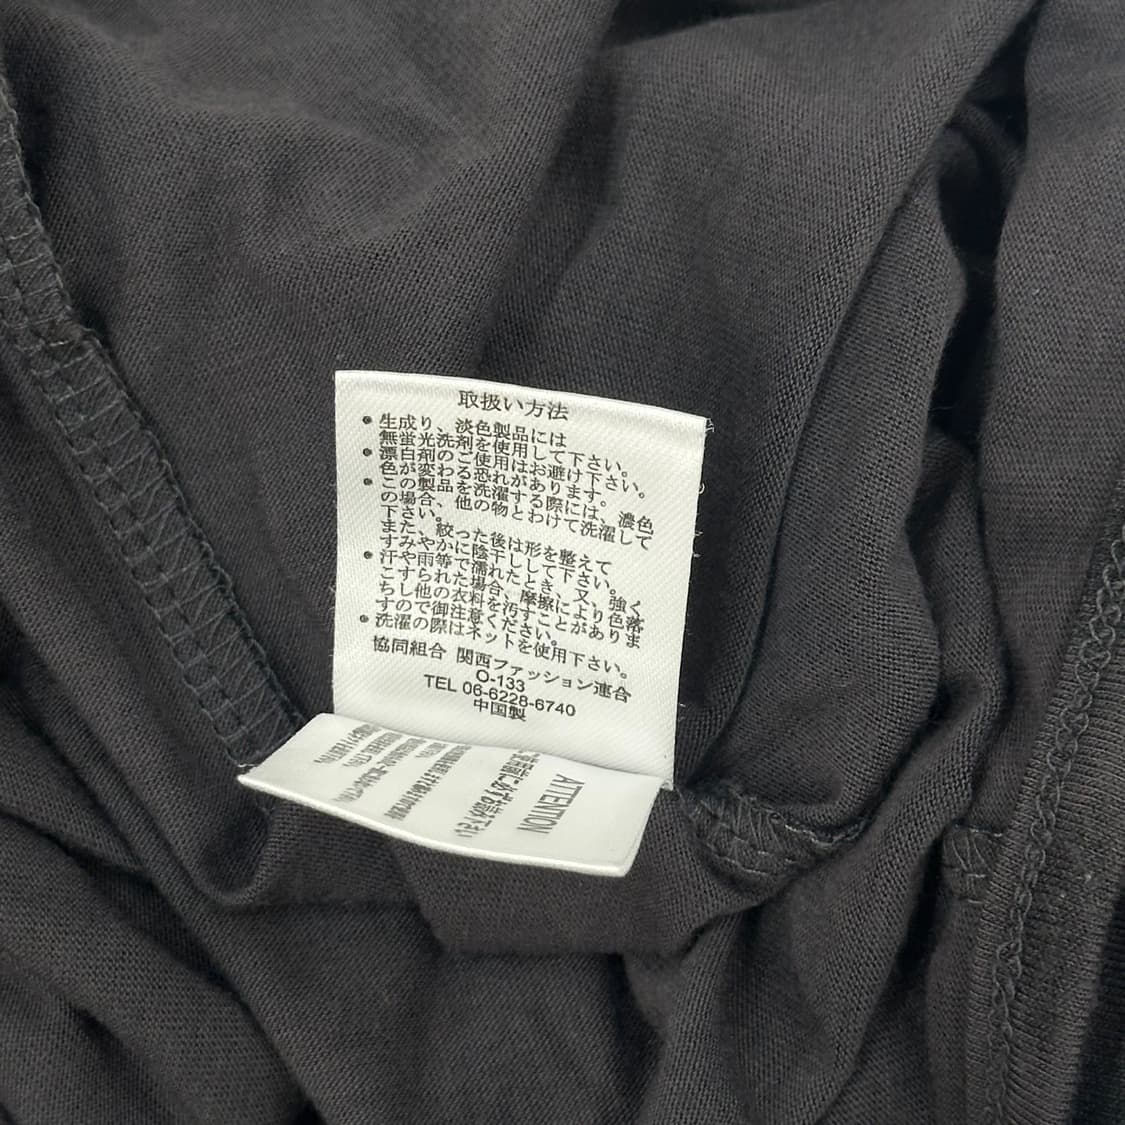 取扱い方法
● 生成り、淡色製品には
無蛍光洗剤を使用して下さい。
● 漂白剤のご使用はお避け下さい。
色が変わる恐れがあります。
● この製品を洗濯する際には、濃色
の場合、他の物とわけて洗濯して
下さい。
また、絞った後は形を整えて
すみやかに陰干しして下さい。
● 汗や雨等で濡れたとき、又、強く
こすられた場合、摩擦により色落
ちし他の衣料を汚すことがありま
すので御注意ください。
● 洗濯の際はネットを使用下さい。
協同組合 関西ファッション連合
O-133
TEL 06-6228-6740
中国製
ATTENTION